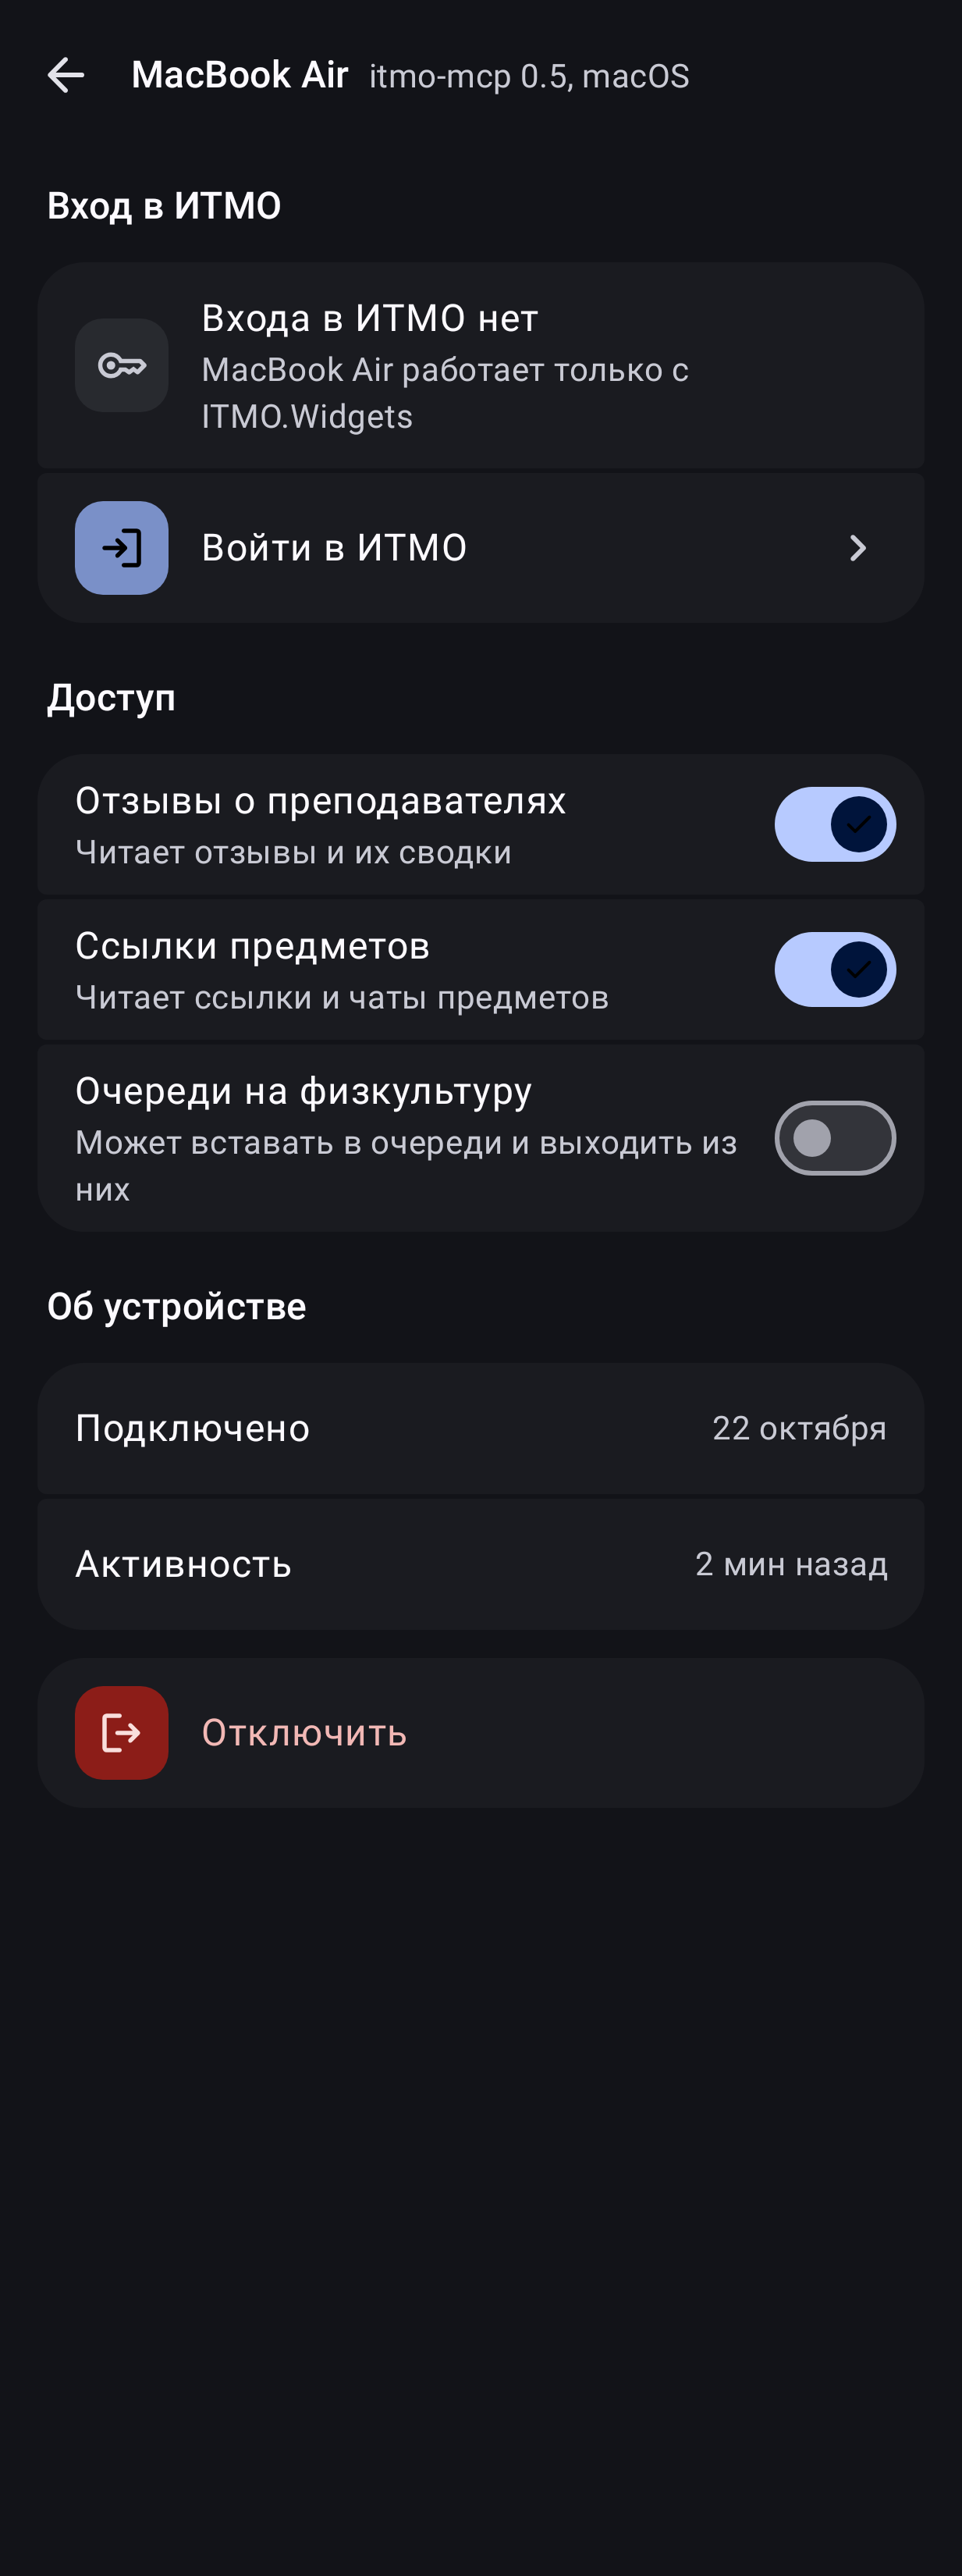 MacBook Air itmo-mcp 0.5, macOS
Вход в ИТМО
Входа в ИТМО нет
MacBook Air работает только с
ITMO.Widgets
Войти в ИТМО
Доступ
Отзывы о преподавателях
Читает отзывы и их сводки
Ссылки предметов
Читает ссылки и чаты предметов
Очереди на физкультуру
Может вставать в очереди и выходить из
них
Об устройстве
Подключено 22 октября
Активность 2 мин назад
Отключить